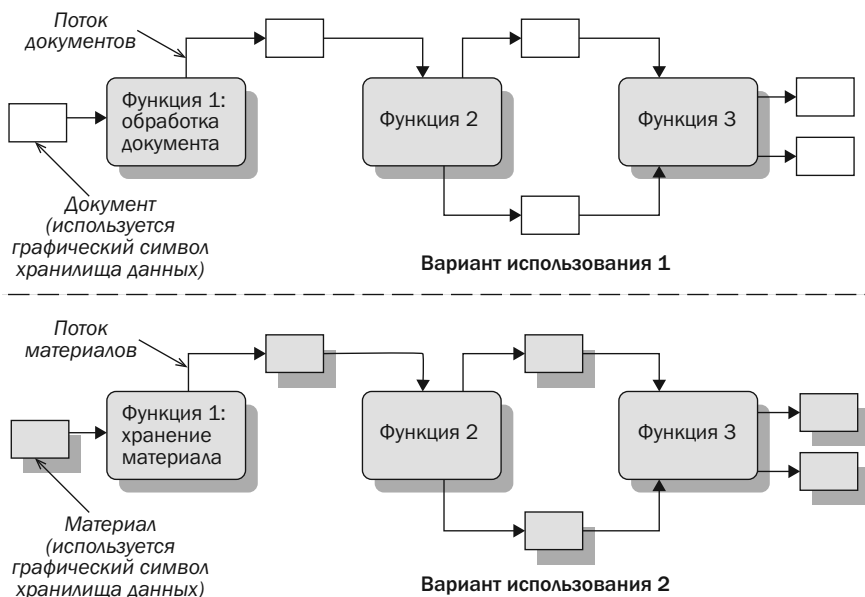 Поток
документов
Функция 1:
обработка
документа
Функция 2
Функция 3
Документ
(используется
графический символ
хранилища данных)
Вариант использования 1
Поток
материалов
Функция 1:
хранение
материала
Функция 2
Функция 3
Материал
(используется
графический символ
хранилища данных)
Вариант использования 2